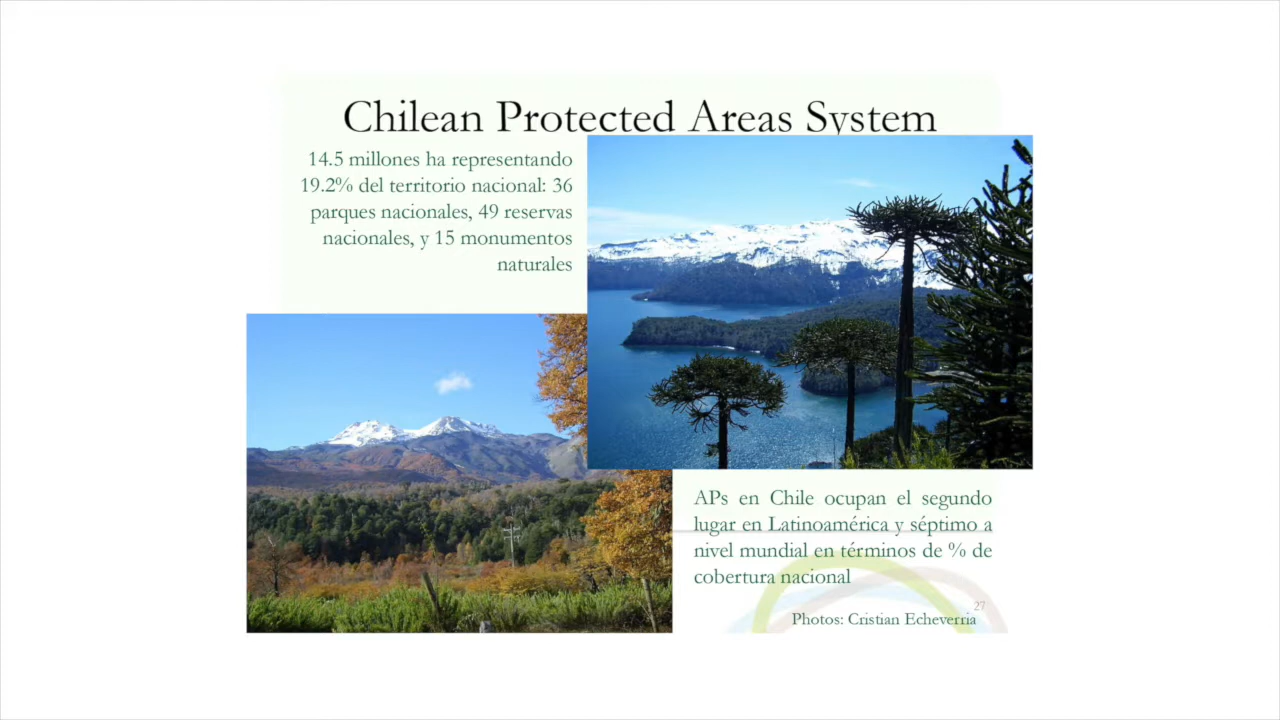 Chilean Protected Areas System
14.5 millones ha representando
19.2% del territorio nacional: 36
parques nacionales, 49 reservas
nacionales, y 15 monumentos
naturales
APs en Chile ocupan el segundo
lugar en Latinoamérica y séptimo a
nivel mundial en términos de % de
cobertura nacional
27
Photos: Cristian Echeverría